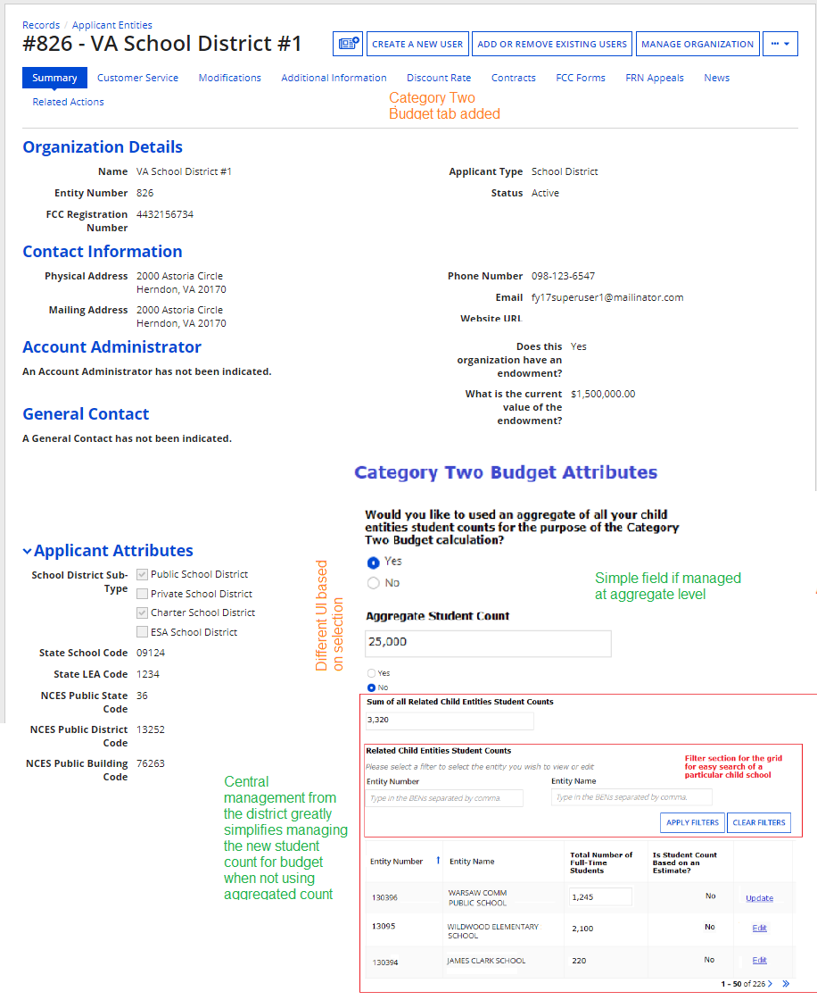 Records / Applicant Entities
#826 - VA School District #1
CREATE A NEW USER
ADD OR REMOVE EXISTING USERS
MANAGE ORGANIZATION
Summary
Customer Service
Modifications
Additional Information
Discount Rate
Contracts
FCC Forms
FRN Appeals
News
Related Actions
Category Two
Budget tab added
Organization Details
Name VA School District #1
Entity Number 826
FCC Registration
Number
4432156734
Applicant Type School District
Status Active
Contact Information
Physical Address 2000 Astoria Circle
Herndon, VA 20170
Mailing Address 2000 Astoria Circle
Herndon, VA 20170
Phone Number 098-123-6547
Email fy17superuser1@mailinator.com
Website URL
Account Administrator
An Account Administrator has not been indicated.
Does this
organization have an
endowment?
Yes
What is the current
value of the
endowment?
$1,500,000.00
General Contact
A General Contact has not been indicated.
Applicant Attributes
School District Sub-
Type
Public School District
Private School District
Charter School District
ESA School District
State School Code 09124
State LEA Code 1234
NCES Public State
Code
36
NCES Public District
Code
13252
NCES Public Building
Code
76263
Category Two Budget Attributes
Would you like to used an aggregate of all your child
entities student counts for the purpose of the Category
Two Budget calculation?
Yes
No
Different UI based
on selection
Simple field if managed
at aggregate level
Aggregate Student Count
25,000
Yes
No
Central
management from
the district greatly
simplifies managing
the new student
count for budget
when not using
aggregated count
Sum of all Related Child Entities Student Counts
3,320
Related Child Entities Student Counts
Please select a filter to select the entity you wish to view or edit
Filter section for the grid
for easy search of a
particular child school
Entity Number
Type in the BENs separated by comma.
Entity Name
Type in the BENs separated by comma.
APPLY FILTERS
CLEAR FILTERS
Entity Number
Entity Name
Total Number of
Full-Time
Students
Is Student Count
Based on an
Estimate?
130396
WARSAW COMM
PUBLIC SCHOOL
1,245
No
Update
13095
WILDWOOD ELEMENTARY
SCHOOL
2,100
No
Edit
130394
JAMES CLARK SCHOOL
220
No
Edit
1 - 50 of 226